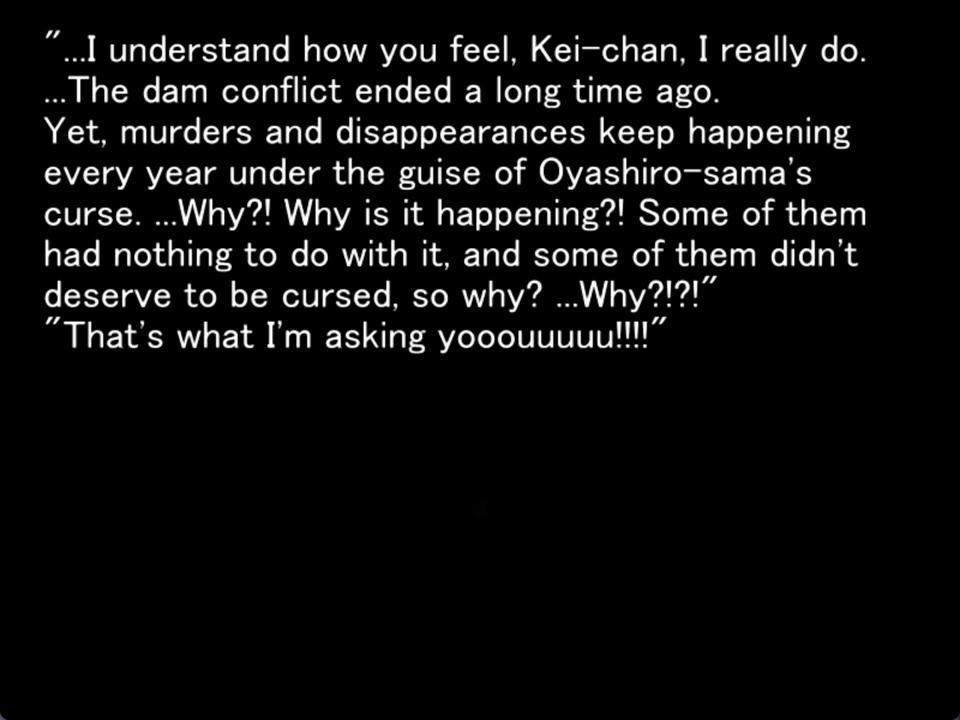 "...I understand how you feel, Kei-chan, I really do.
...The dam conflict ended a long time ago.
Yet, murders and disappearances keep happening
every year under the guise of Oyashiro-sama's
curse. ...Why?! Why is it happening?! Some of them
had nothing to do with it, and some of them didn't
deserve to be cursed, so why? ...Why?!?!"
"That's what I'm asking yooouuuuu!!!!"